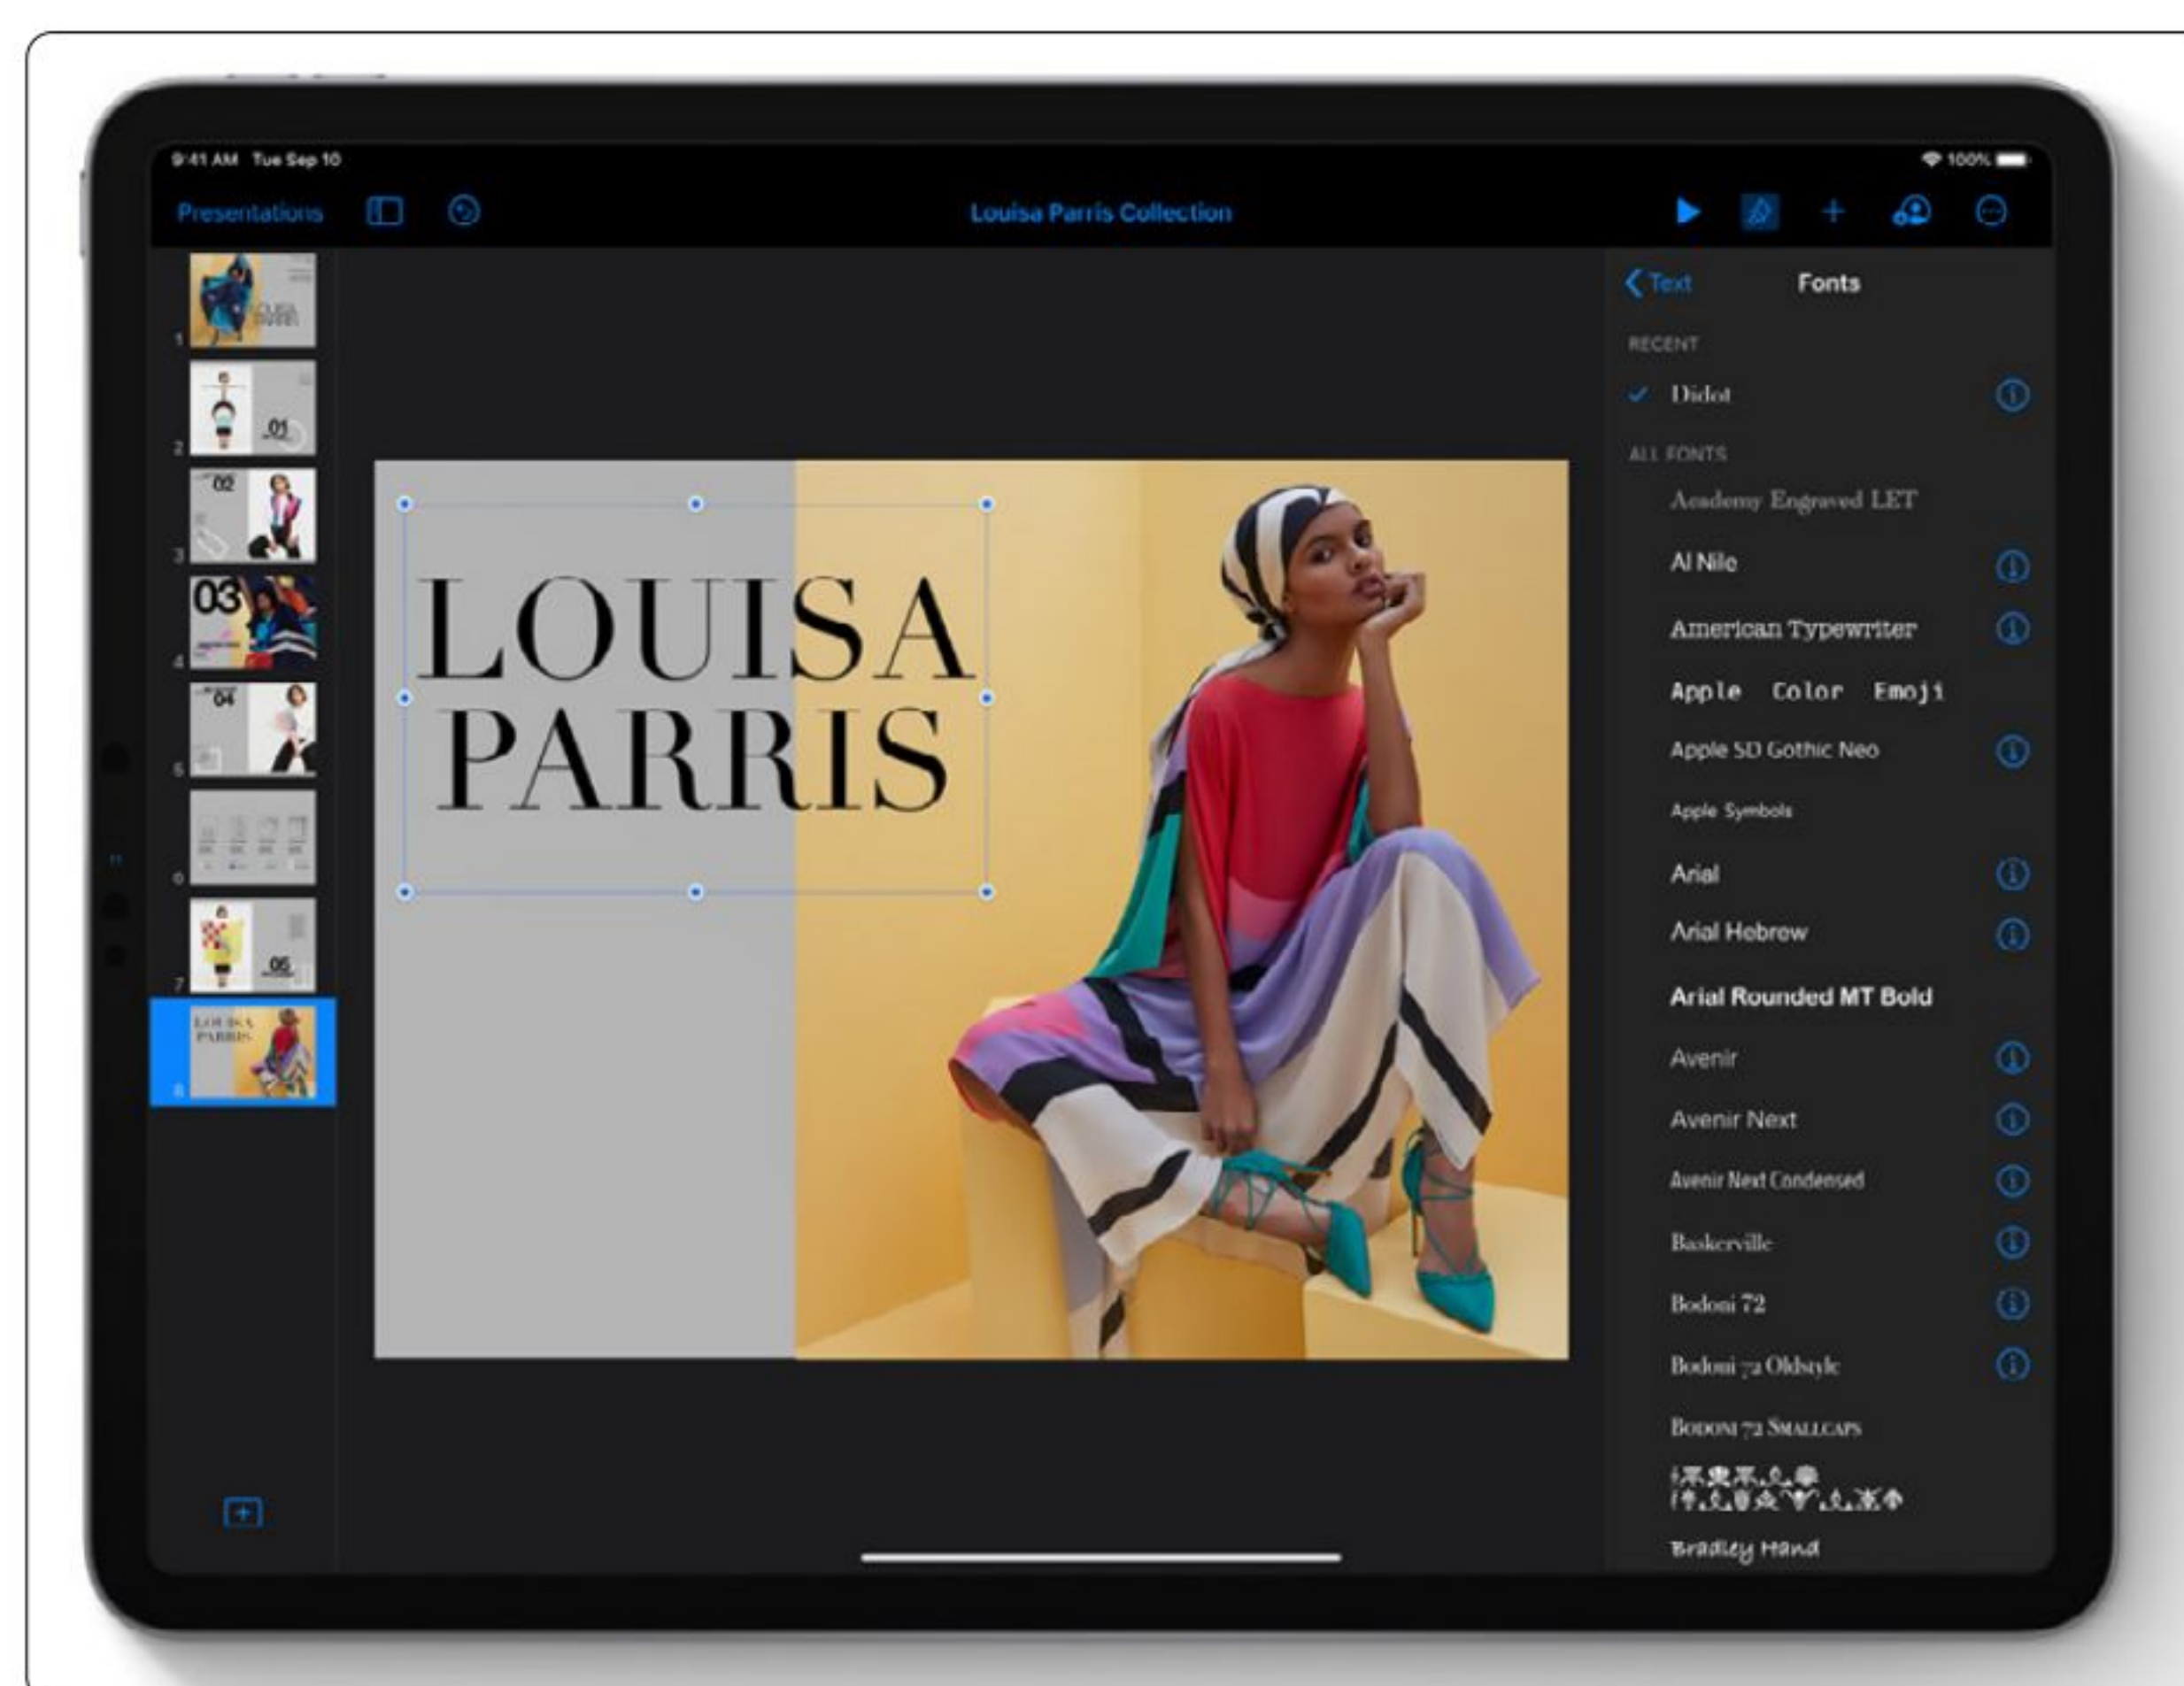 9:41 AM Tue Sep 10
100%
Presentations
Louisa Parris Collection
1
2
01
3
02
4
03
5
04
6
7
05
8
LOUISA
PARRIS
LOUISA
PARRIS
Text
Fonts
RECENT
Didot
ALL FONTS
Academy Engraved LET
Al Nile
American Typewriter
Apple Color Emoji
Apple SD Gothic Neo
Apple Symbols
Arial
Arial Hebrew
Arial Rounded MT Bold
Avenir
Avenir Next
Avenir Next Condensed
Baskerville
Bodoni 72
Bodoni 72 Oldstyle
Bodoni 72 Smallcaps
Bradley Hand